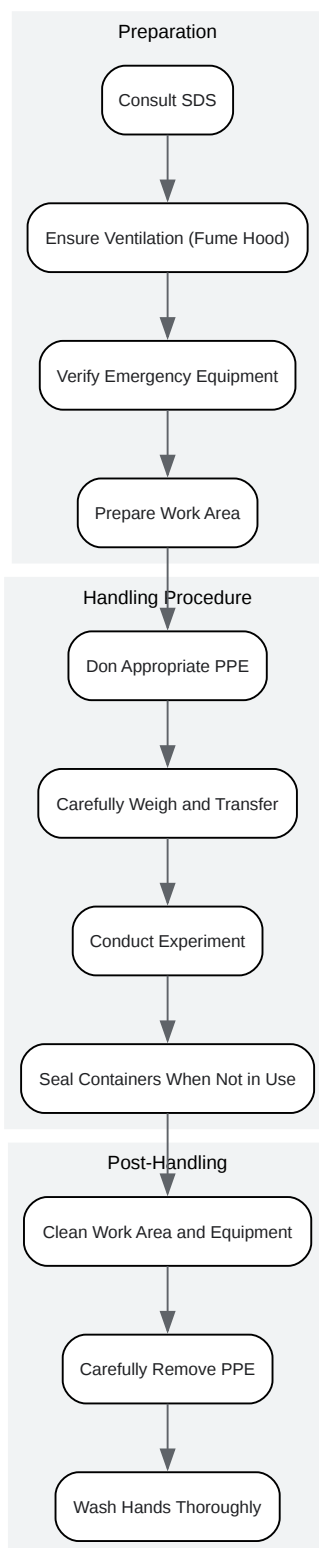 Preparation
Consult SDS
Ensure Ventilation (Fume Hood)
Verify Emergency Equipment
Prepare Work Area
Handling Procedure
Don Appropriate PPE
Carefully Weigh and Transfer
Conduct Experiment
Seal Containers When Not in Use
Post-Handling
Clean Work Area and Equipment
Carefully Remove PPE
Wash Hands Thoroughly